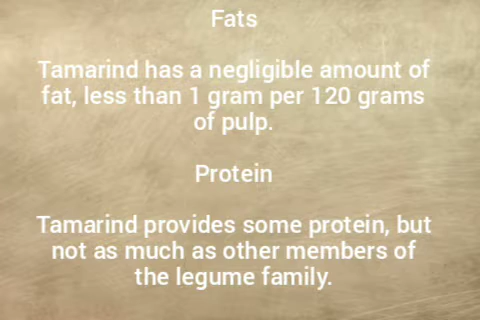 Fats
Tamarind has a negligible amount of
fat, less than 1 gram per 120 grams
of pulp.
Protein
Tamarind provides some protein, but
not as much as other members of
the legume family.